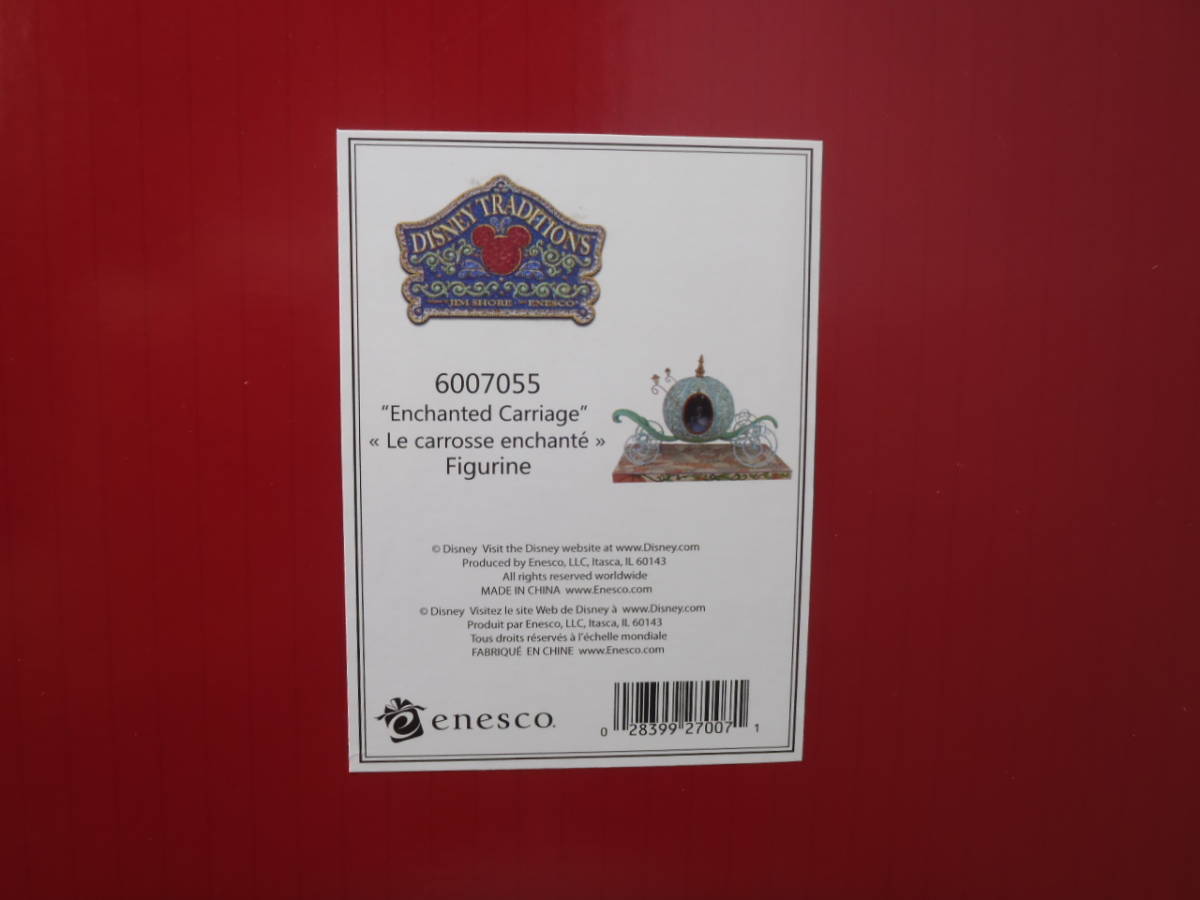 DISNEY TRADITIONS
JIM SHORE ENESCO
6007055
“Enchanted Carriage”
« Le carrosse enchanté »
Figurine
© Disney Visit the Disney website at www.Disney.com
Produced by Enesco, LLC, Itasca, IL 60143
All rights reserved worldwide
MADE IN CHINA www.Enesco.com
© Disney Visitez le site Web de Disney à www.Disney.com
Produit par Enesco, LLC, Itasca, IL 60143
Tous droits réservés à l'échelle mondiale
FABRIQUÉ EN CHINE www.Enesco.com
enesco.
0 28399 27007 1